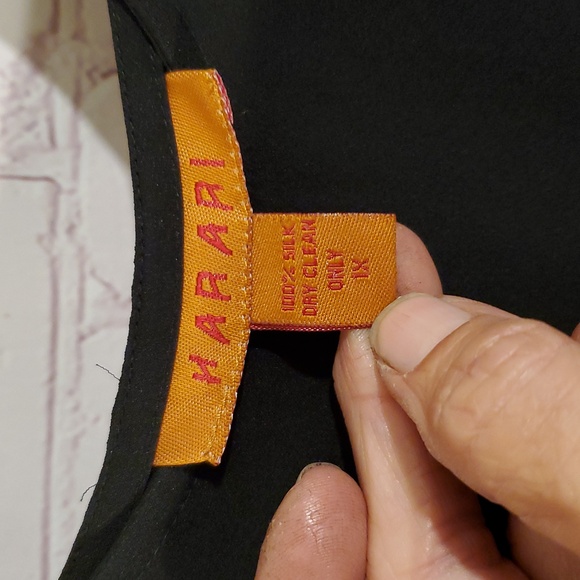 HARARI
100% SILK
DRY CLEAN
ONLY
1X